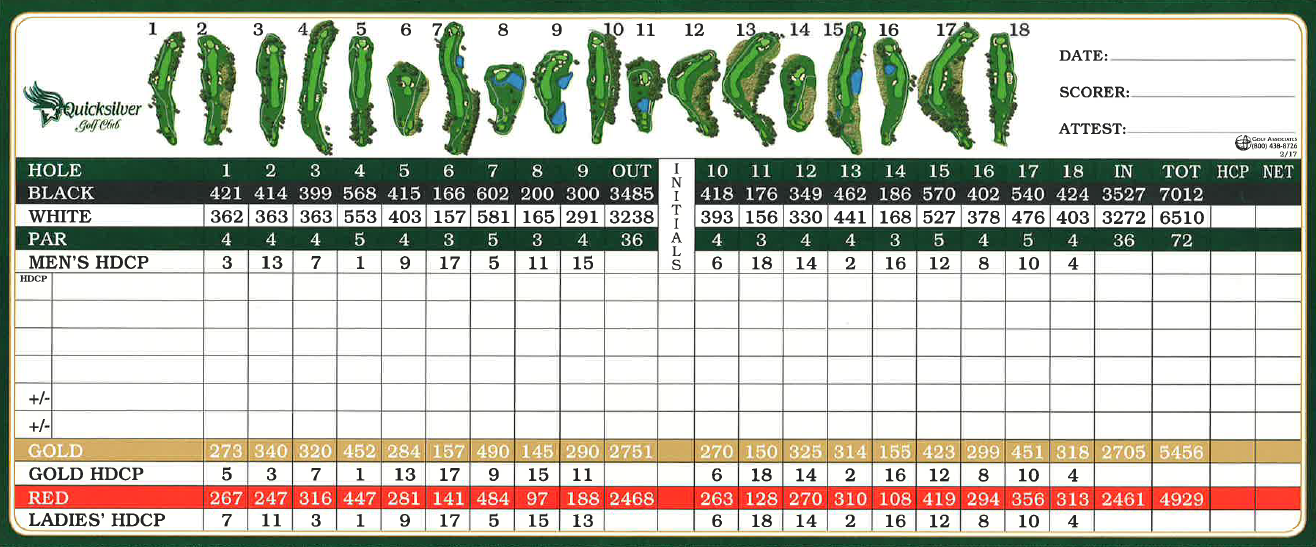 1 2 3 4 5 6 7 8 9 10 11 12 13 14 15 16 17 18
Quicksilver
Golf Club
DATE:
SCORER:
ATTEST:
GOLF ASSOCIATES
(800) 438-8726
2/17
HOLE 1 2 3 4 5 6 7 8 9 OUT INITIALS 10 11 12 13 14 15 16 17 18 IN TOT HCP NET
BLACK 421 414 399 568 415 166 602 200 300 3485 418 176 349 462 186 570 402 540 424 3527 7012
WHITE 362 363 363 553 403 157 581 165 291 3238 393 156 330 441 168 527 378 476 403 3272 6510
PAR 4 4 4 5 4 3 5 3 4 36 4 3 4 4 3 5 4 5 4 36 72
MEN'S HDCP 3 13 7 1 9 17 5 11 15 6 18 14 2 16 12 8 10 4
HDCP
+/-
+/-
GOLD 273 340 320 452 284 157 490 145 290 2751 270 150 325 314 155 423 299 451 318 2705 5456
GOLD HDCP 5 3 7 1 13 17 9 15 11 6 18 14 2 16 12 8 10 4
RED 267 247 316 447 281 141 484 97 188 2468 263 128 270 310 108 419 294 356 313 2461 4929
LADIES' HDCP 7 11 3 1 9 17 5 15 13 6 18 14 2 16 12 8 10 4